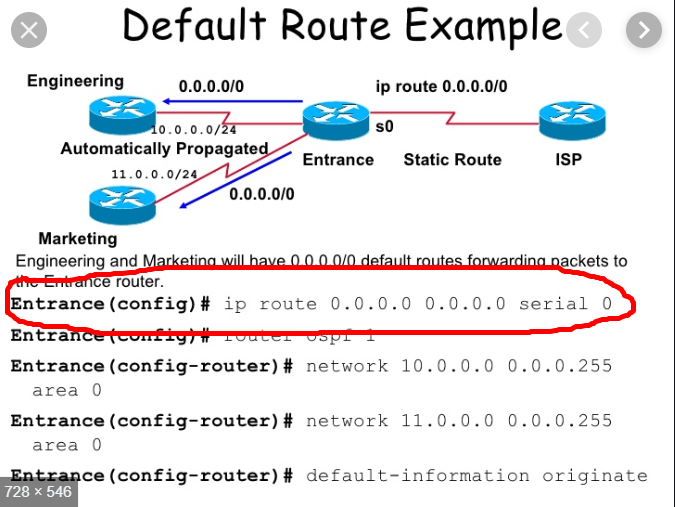 Default Route Example
Engineering
0.0.0.0/0
ip route 0.0.0.0/0
10.0.0.0/24
s0
Automatically Propagated
Entrance
Static Route
ISP
11.0.0.0/24
0.0.0.0/0
Marketing
Engineering and Marketing will have 0.0.0.0/0 default routes forwarding packets to
the Entrance router.
Entrance(config)# ip route 0.0.0.0 0.0.0.0 serial 0
Entrance(config)# router ospf 1
Entrance(config-router)# network 10.0.0.0 0.0.0.255
area 0
Entrance(config-router)# network 11.0.0.0 0.0.0.255
area 0
Entrance(config-router)# default-information originate
728 × 546